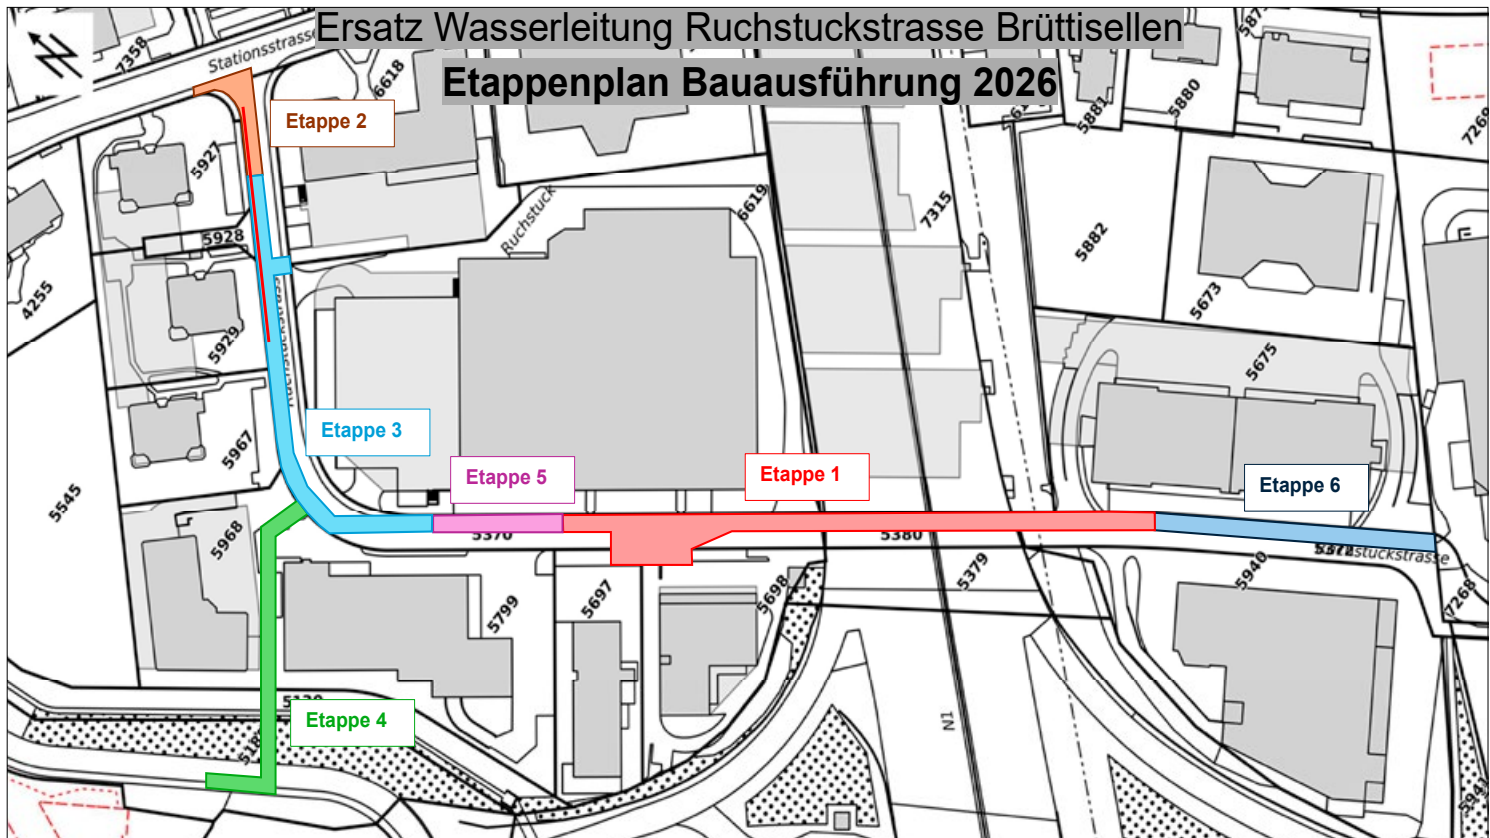 Ersatz Wasserleitung Ruchstuckstrasse Brüttisellen
Etappenplan Bauausführung 2026
7358
Stationsstrasse
6618
5881
5880
7268
Etappe 2
5927
5928
4255
5929
Ruchstuck
6619
7315
5882
5673
5675
Etappe 3
5967
5545
5968
Etappe 5
Etappe 1
Etappe 6
5370
5380
5372
5379
5940
7268
5799
5697
5698
Etappe 4
N1